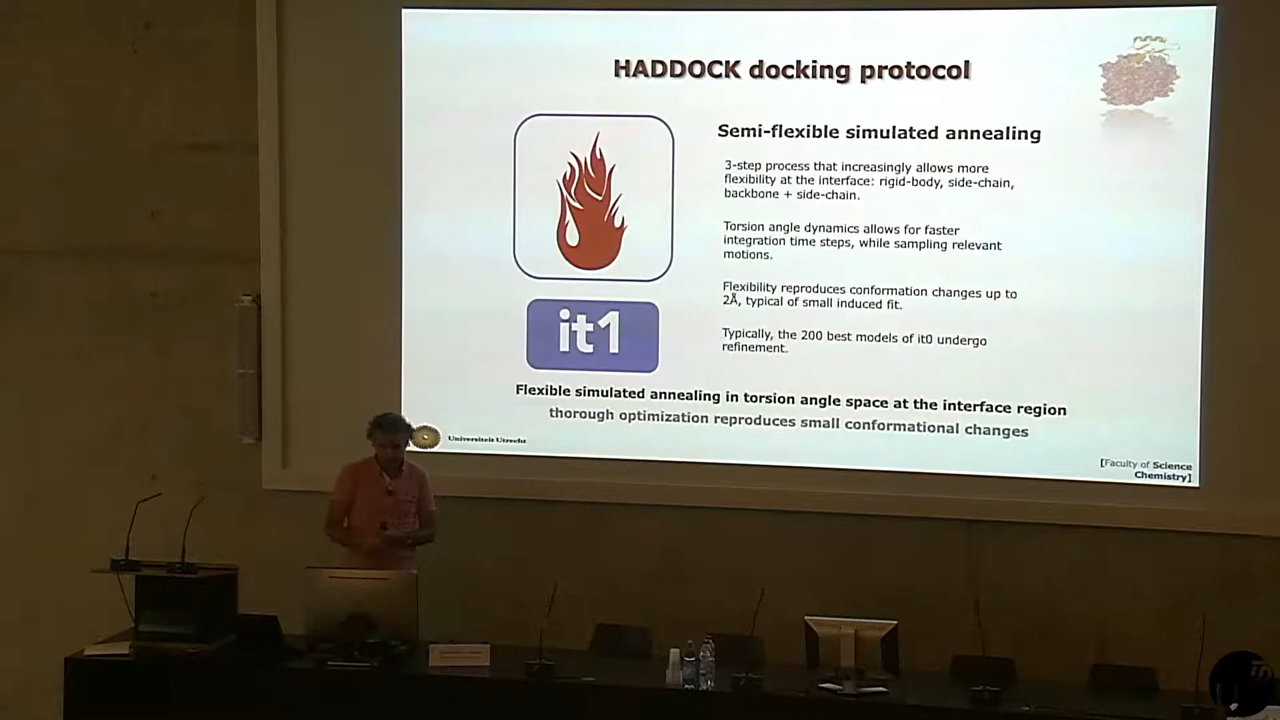 HADDOCK docking protocol
Semi-flexible simulated annealing
3-step process that increasingly allows more
flexibility at the interface: rigid-body, side-chain,
backbone + side-chain.
Torsion angle dynamics allows for faster
integration time steps, while sampling relevant
motions.
Flexibility reproduces conformation changes up to
2Å, typical of small induced fit.
Typically, the 200 best models of it0 undergo
refinement.
it1
Flexible simulated annealing in torsion angle space at the interface region
thorough optimization reproduces small conformational changes
Universiteit Utrecht
[Faculty of Science
Chemistry]